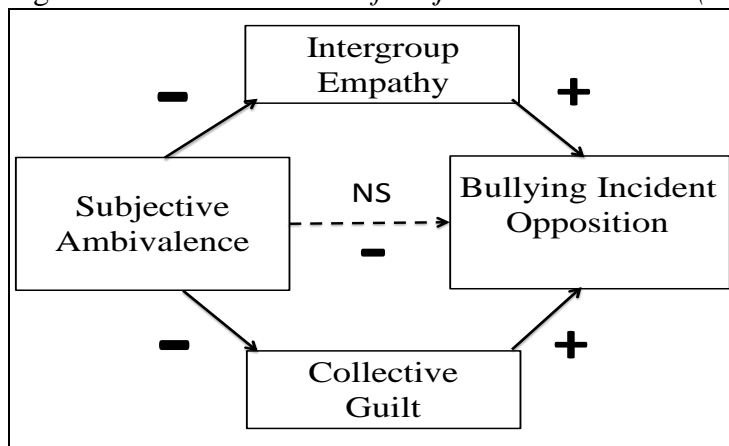 Intergroup
Empathy
-
+
Subjective
Ambivalence
NS
-
Bullying Incident
Opposition
-
+
Collective
Guilt